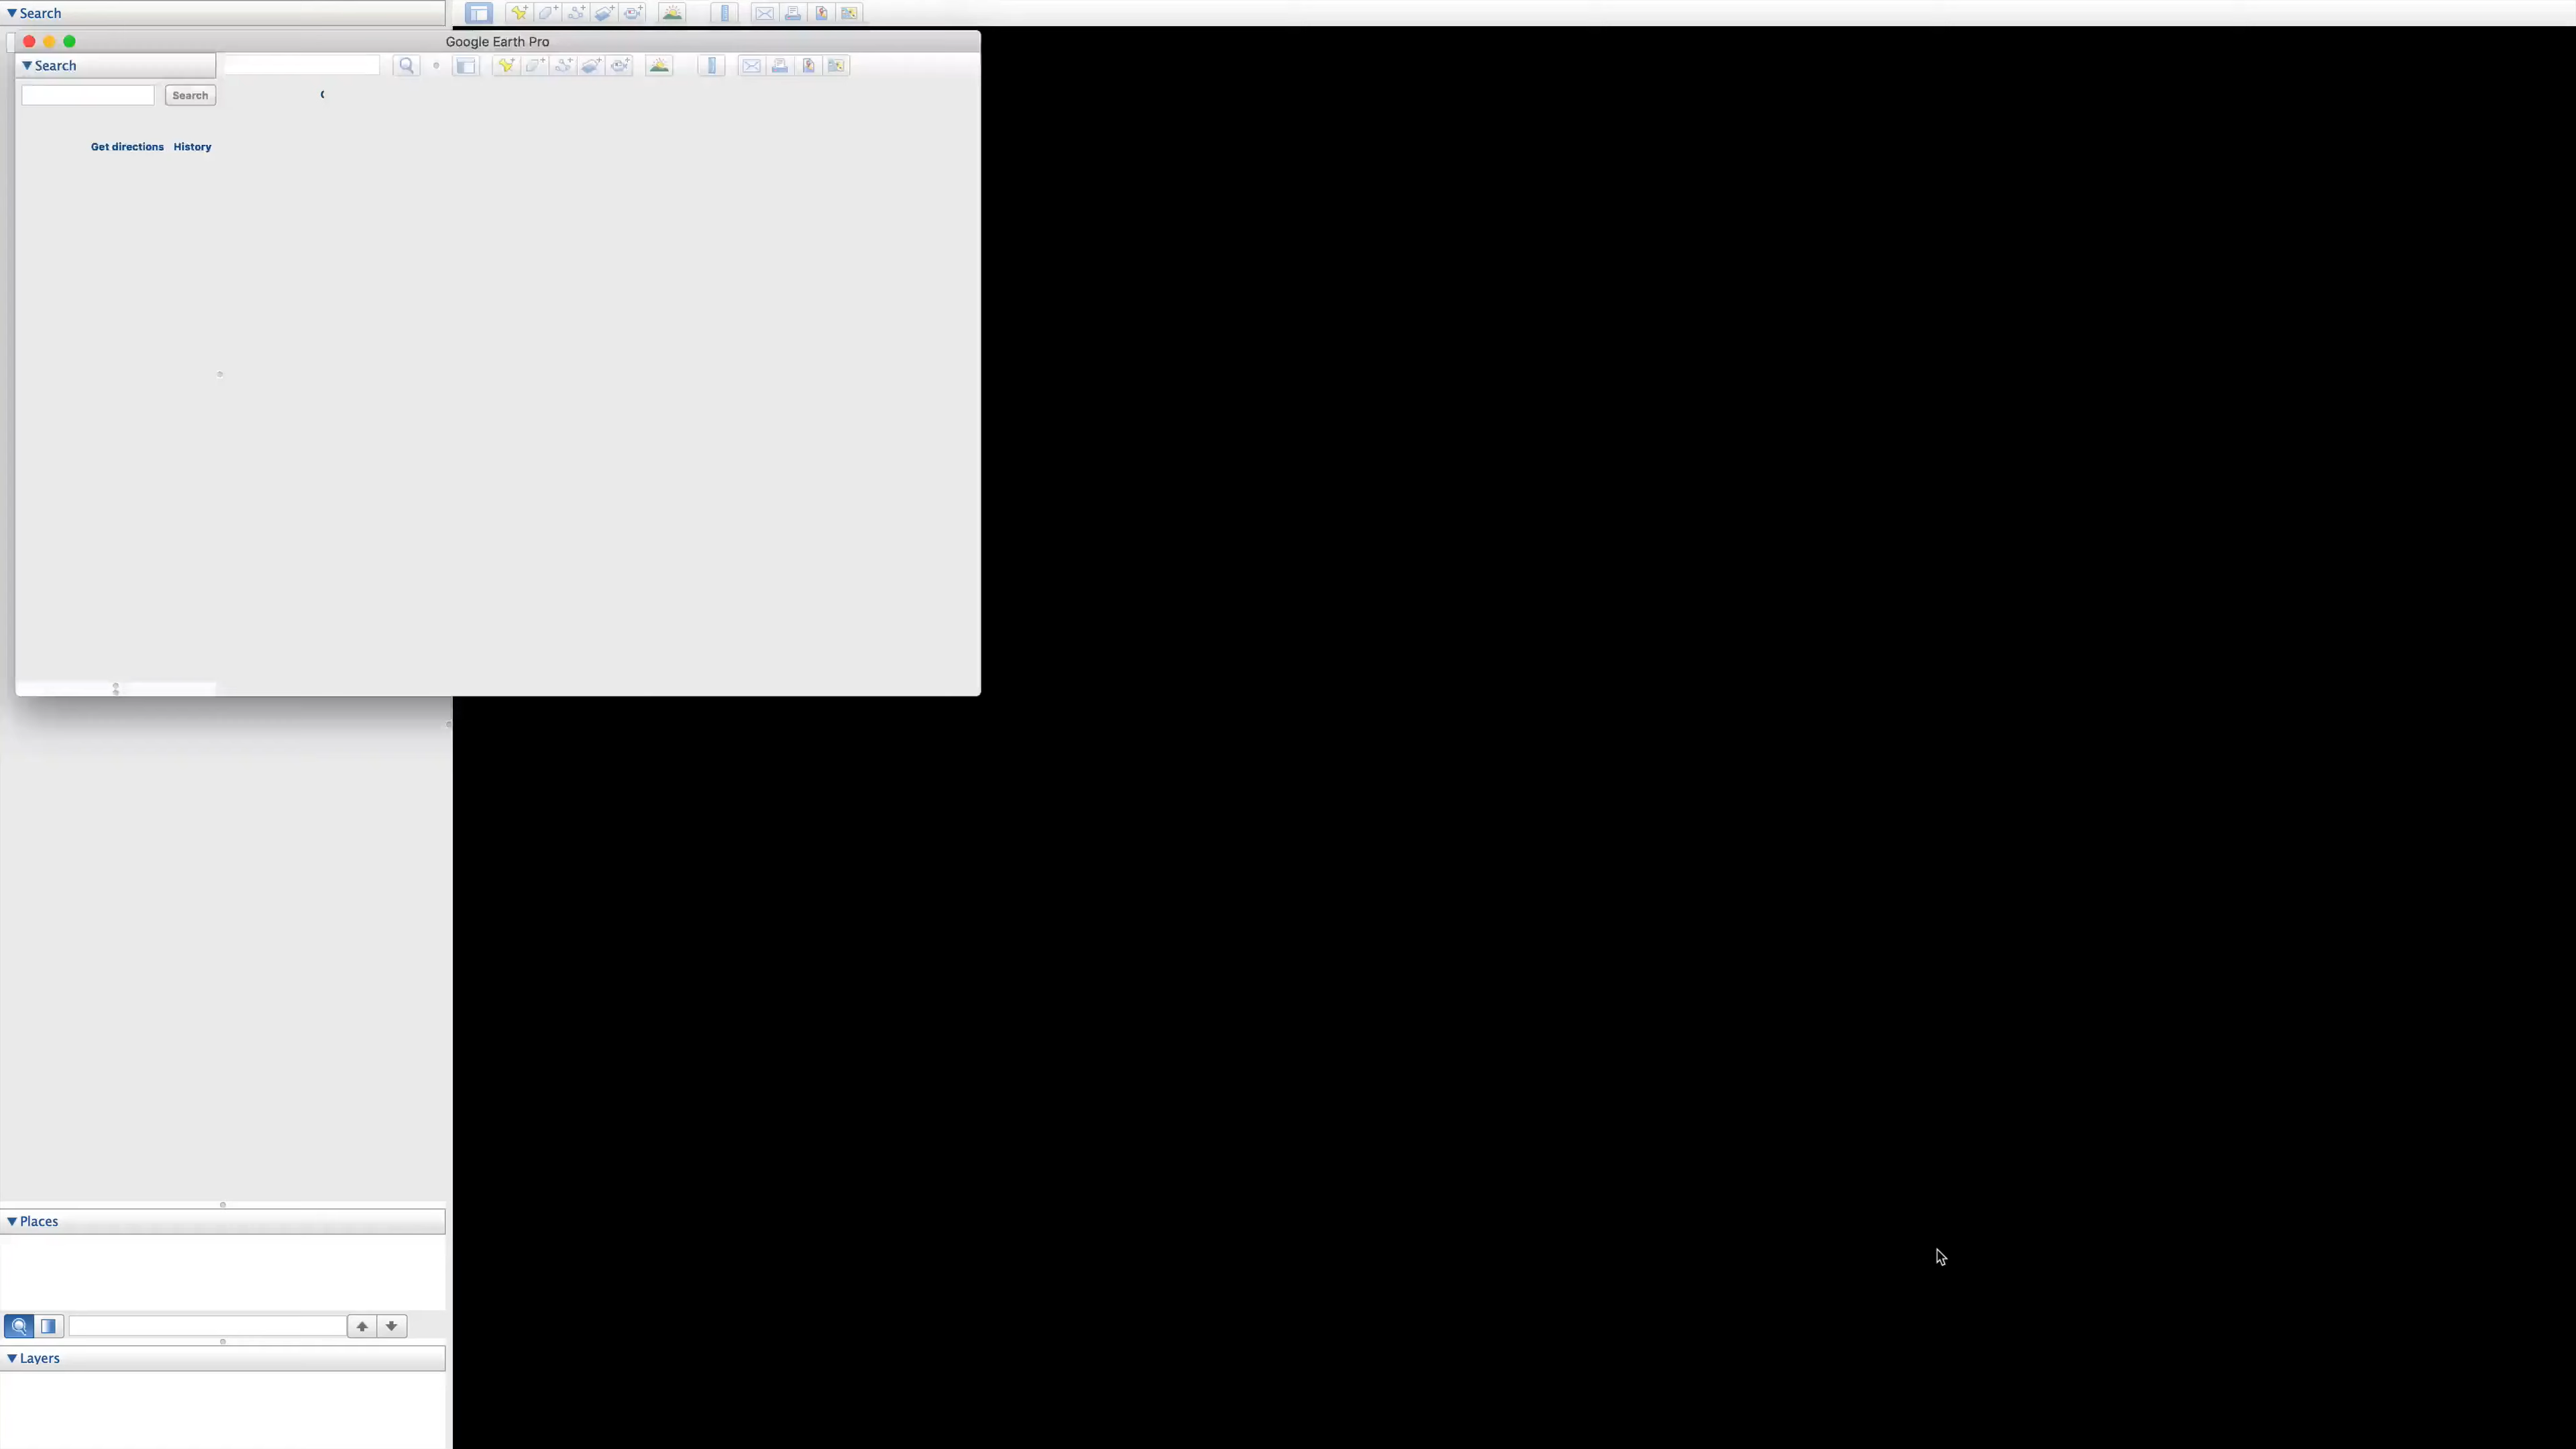 Search
Google Earth Pro
Search
Search
Get directions History
Places
Layers